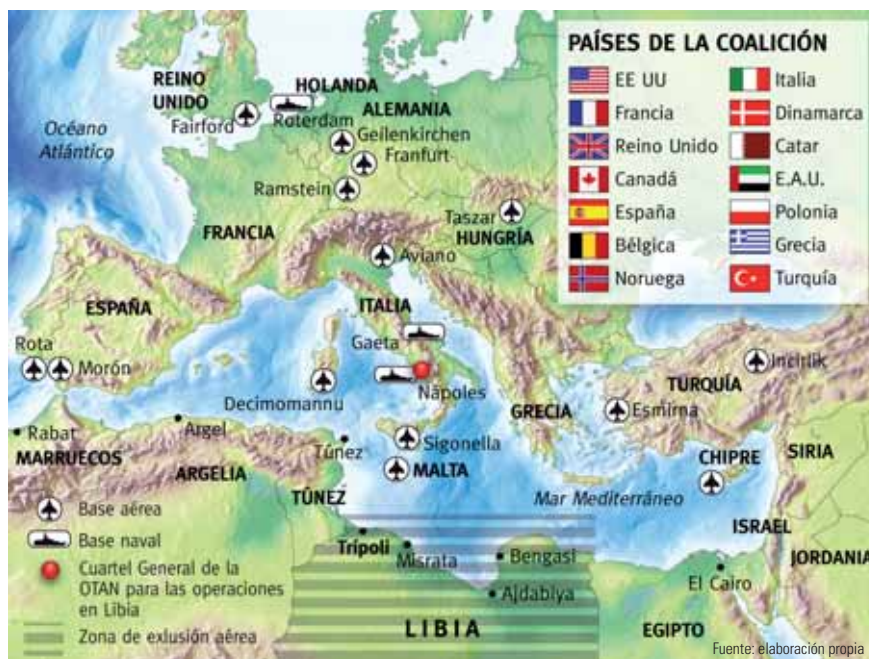 PAÍSES DE LA COALICIÓN
EE UU
Italia
Francia
Dinamarca
Reino Unido
Catar
Canadá
E.A.U.
España
Polonia
Bélgica
Grecia
Noruega
Turquía
REINO
UNIDO
HOLANDA
Fairford
Roterdam
ALEMANIA
Océano
Atlántico
Geilenkirchen
Franfurt
Ramstein
Taszar
FRANCIA
HUNGRÍA
Aviano
ESPAÑA
ITALIA
Gaeta
Rota
Morón
Incirlik
TURQUÍA
Decimomannu
Nápoles
GRECIA
Esmirna
Rabat
Argel
Túnez
Sigonella
MARRUECOS
ARGELIA
MALTA
CHIPRE
SIRIA
TÚNEZ
Mar Mediterráneo
ISRAEL
Trípoli
Misrata
Bengasi
JORDANIA
Ajdabiya
El Cairo
LIBIA
EGIPTO
Base aérea
Base naval
Cuartel General de la
OTAN para las operaciones
en Libia
Zona de exlusión aérea
Fuente: elaboración propia